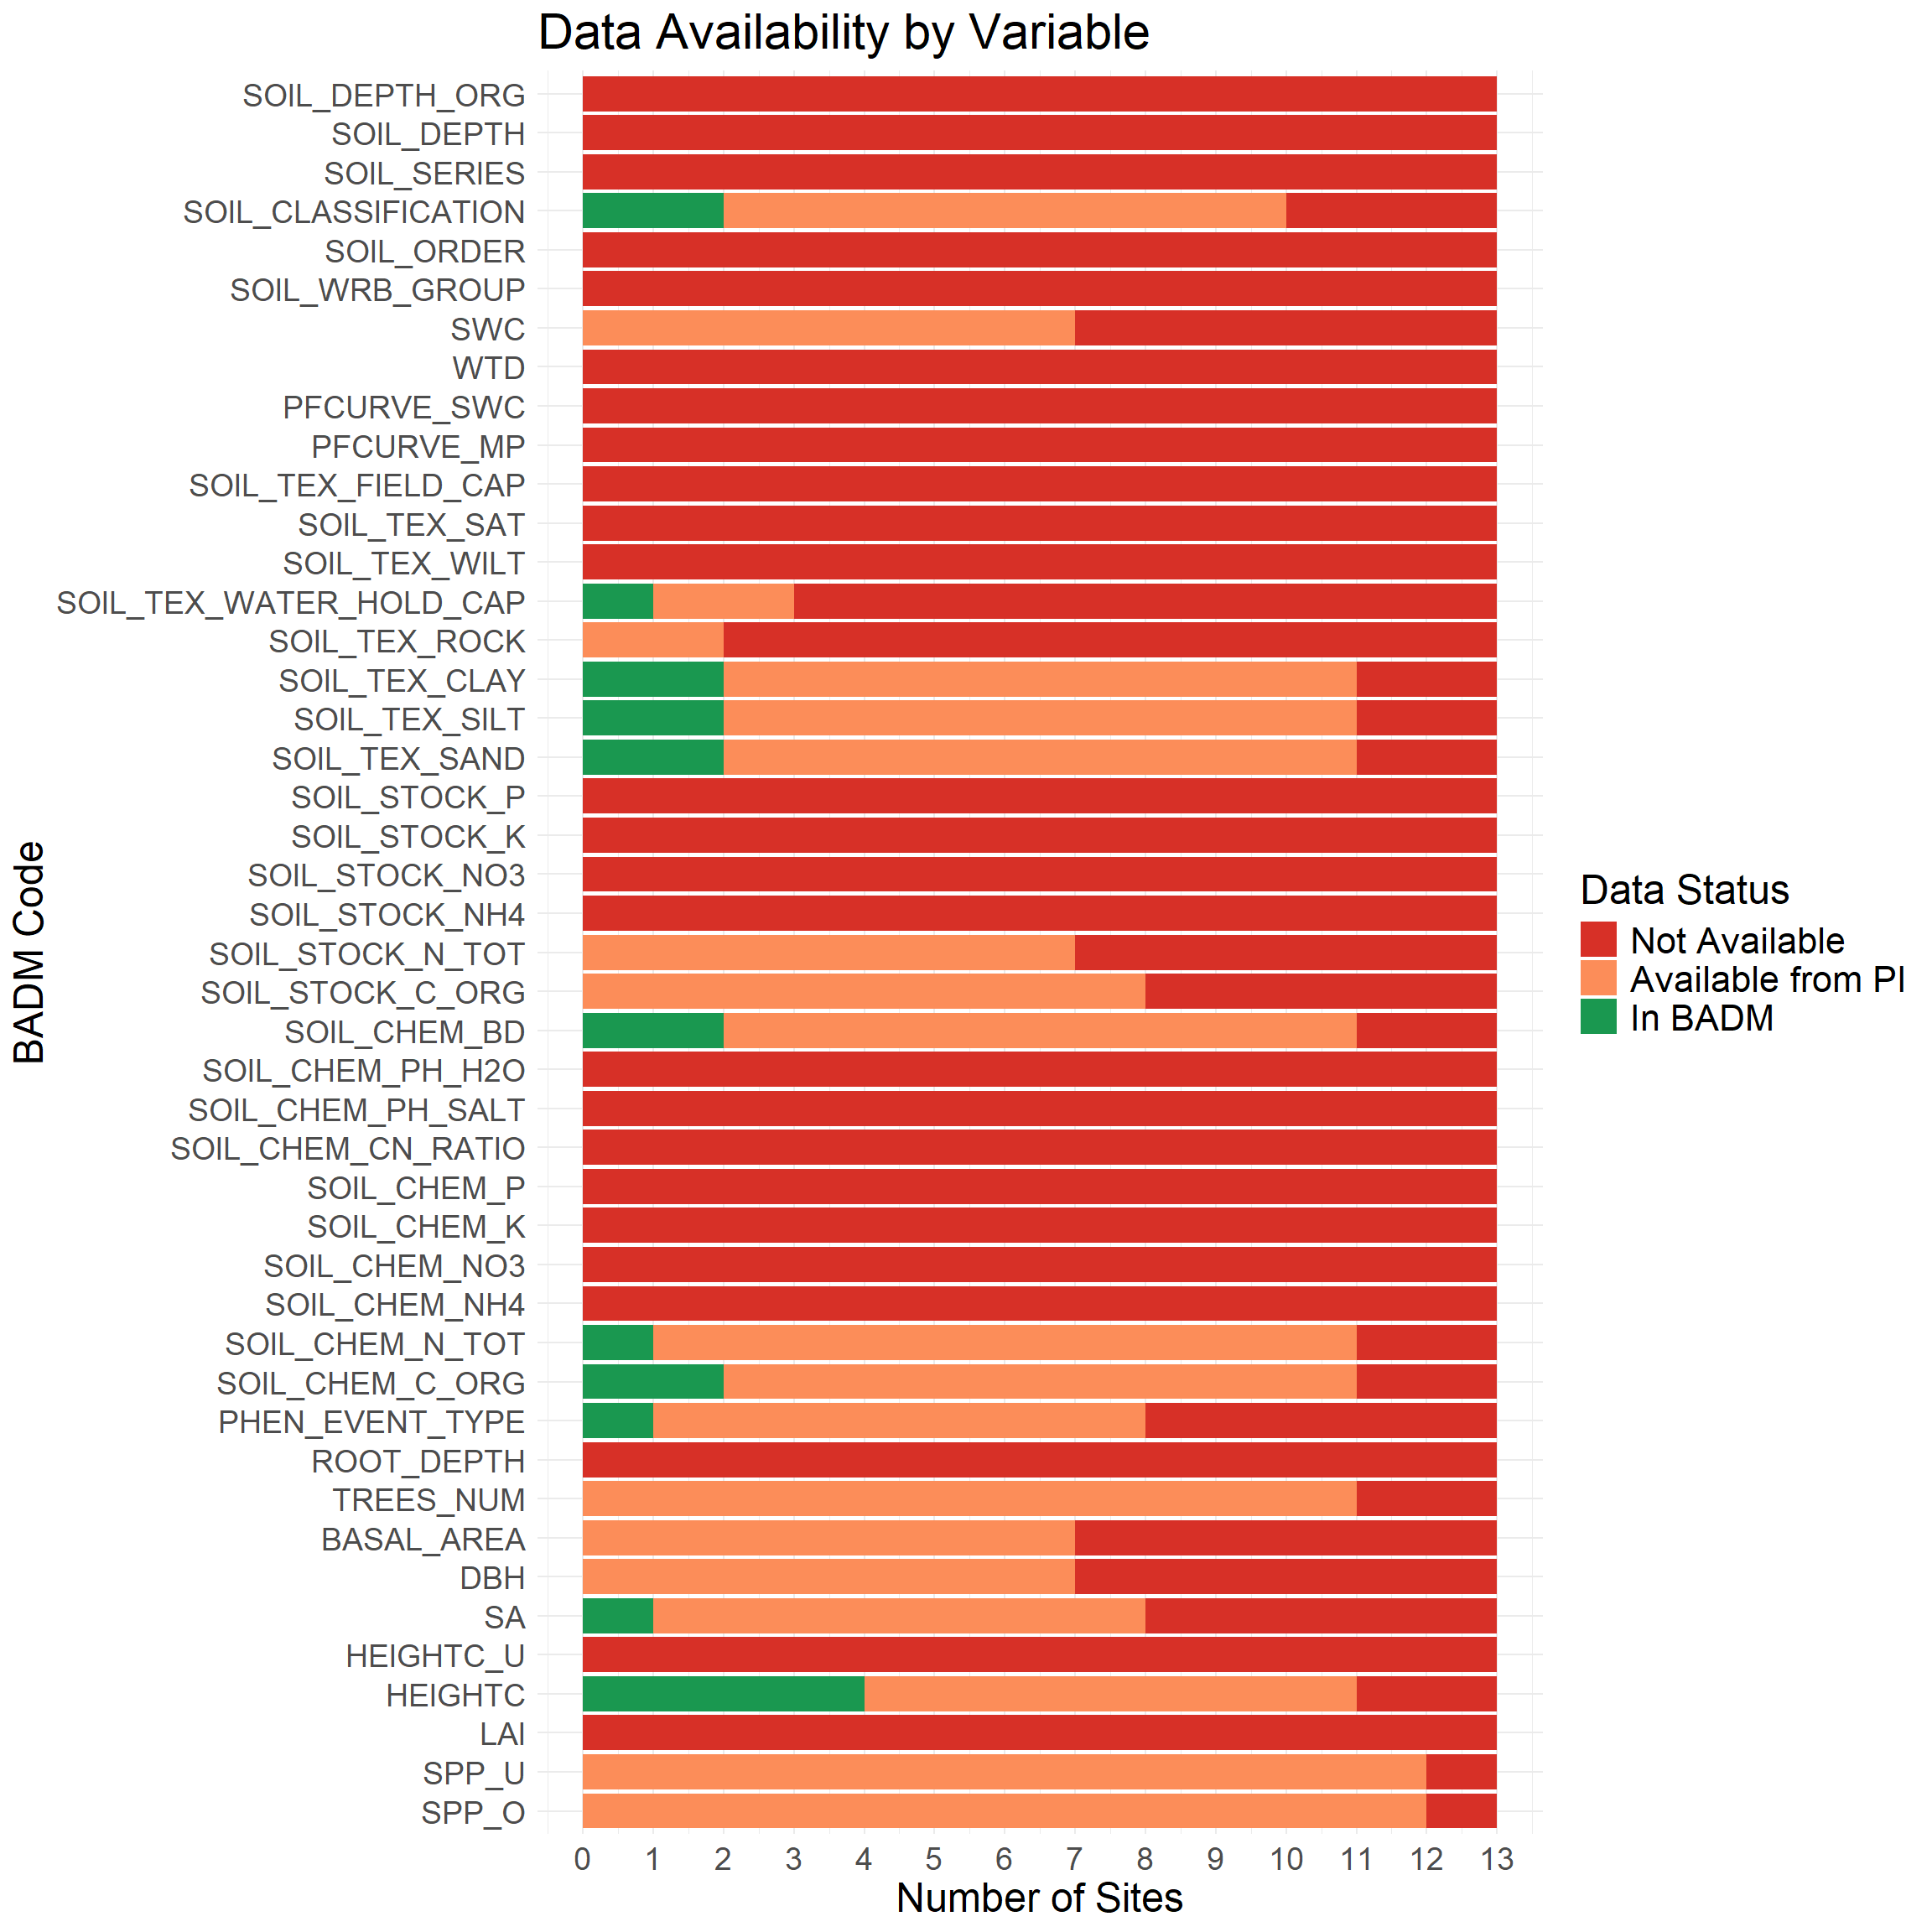 Data Availability by Variable
SOIL_DEPTH_ORG
SOIL_DEPTH
SOIL_SERIES
SOIL_CLASSIFICATION
SOIL_ORDER
SOIL_WRB_GROUP
SWC
WTD
PFCURVE_SWC
PFCURVE_MP
SOIL_TEX_FIELD_CAP
SOIL_TEX_SAT
SOIL_TEX_WILT
SOIL_TEX_WATER_HOLD_CAP
SOIL_TEX_ROCK
SOIL_TEX_CLAY
SOIL_TEX_SILT
SOIL_TEX_SAND
SOIL_STOCK_P
SOIL_STOCK_K
SOIL_STOCK_NO3
SOIL_STOCK_NH4
SOIL_STOCK_N_TOT
SOIL_STOCK_C_ORG
SOIL_CHEM_BD
SOIL_CHEM_PH_H2O
SOIL_CHEM_PH_SALT
SOIL_CHEM_CN_RATIO
SOIL_CHEM_P
SOIL_CHEM_K
SOIL_CHEM_NO3
SOIL_CHEM_NH4
SOIL_CHEM_N_TOT
SOIL_CHEM_C_ORG
PHEN_EVENT_TYPE
ROOT_DEPTH
TREES_NUM
BASAL_AREA
DBH
SA
HEIGHTC_U
HEIGHTC
LAI
SPP_U
SPP_O
BADM Code
0 1 2 3 4 5 6 7 8 9 10 11 12 13
Number of Sites
Data Status
Not Available
Available from PI
In BADM